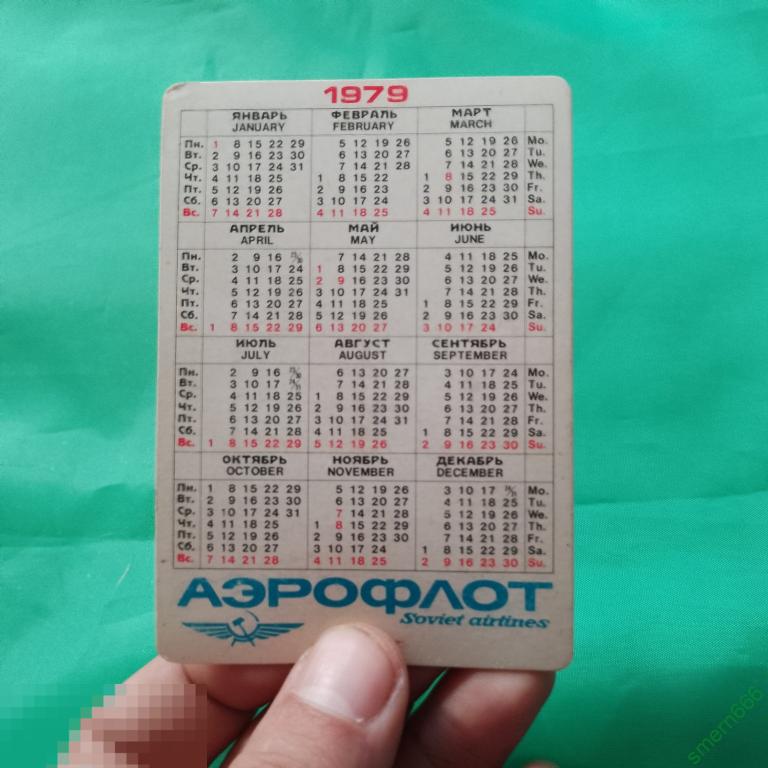 1979
ЯНВАРЬ ФЕВРАЛЬ МАРТ
JANUARY FEBRUARY MARCH
Пн. 1 8 15 22 29 5 12 19 26 5 12 19 26 Mo.
Вт. 2 9 16 23 30 6 13 20 27 6 13 20 27 Tu.
Ср. 3 10 17 24 31 7 14 21 28 7 14 21 28 We.
Чт. 4 11 18 25 1 8 15 22 1 8 15 22 29 Th.
Пт. 5 12 19 26 2 9 16 23 2 9 16 23 30 Fr.
Сб. 6 13 20 27 3 10 17 24 3 10 17 24 31 Sa.
Вс. 7 14 21 28 4 11 18 25 4 11 18 25 Su.
АПРЕЛЬ МАЙ ИЮНЬ
APRIL MAY JUNE
Пн. 2 9 16 23/30 7 14 21 28 4 11 18 25 Mo.
Вт. 3 10 17 24 1 8 15 22 29 5 12 19 26 Tu.
Ср. 4 11 18 25 2 9 16 23 30 6 13 20 27 We.
Чт. 5 12 19 26 3 10 17 24 31 7 14 21 28 Th.
Пт. 6 13 20 27 4 11 18 25 1 8 15 22 29 Fr.
Сб. 7 14 21 28 5 12 19 26 2 9 16 23 30 Sa.
Вс. 1 8 15 22 29 6 13 20 27 3 10 17 24 Su.
ИЮЛЬ АВГУСТ СЕНТЯБРЬ
JULY AUGUST SEPTEMBER
Пн. 2 9 16 23/30 6 13 20 27 3 10 17 24 Mo.
Вт. 3 10 17 24/31 7 14 21 28 4 11 18 25 Tu.
Ср. 4 11 18 25 1 8 15 22 29 5 12 19 26 We.
Чт. 5 12 19 26 2 9 16 23 30 6 13 20 27 Th.
Пт. 6 13 20 27 3 10 17 24 31 7 14 21 28 Fr.
Сб. 7 14 21 28 4 11 18 25 1 8 15 22 29 Sa.
Вс. 1 8 15 22 29 5 12 19 26 2 9 16 23 30 Su.
ОКТЯБРЬ НОЯБРЬ ДЕКАБРЬ
OCTOBER NOVEMBER DECEMBER
Пн. 1 8 15 22 29 5 12 19 26 3 10 17 24/31 Mo.
Вт. 2 9 16 23 30 6 13 20 27 4 11 18 25 Tu.
Ср. 3 10 17 24 31 7 14 21 28 5 12 19 26 We.
Чт. 4 11 18 25 1 8 15 22 29 6 13 20 27 Th.
Пт. 5 12 19 26 2 9 16 23 30 7 14 21 28 Fr.
Сб. 6 13 20 27 3 10 17 24 1 8 15 22 29 Sa.
Вс. 7 14 21 28 4 11 18 25 2 9 16 23 30 Su.
АЭРОФЛОТ
Soviet airlines
smern666